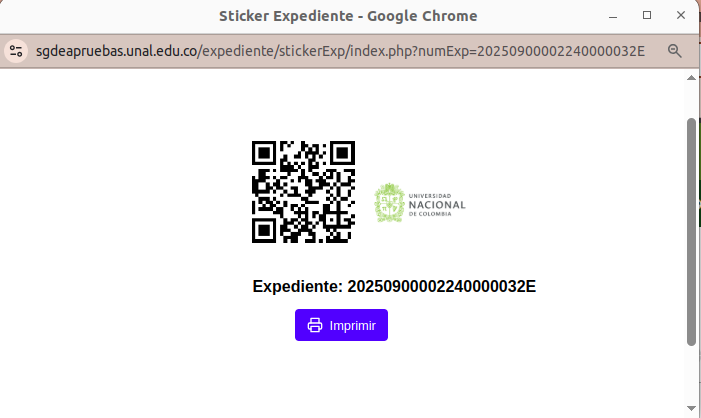 Sticker Expediente - Google Chrome
sgdeapruebas.unal.edu.co/expediente/stickerExp/index.php?numExp=20250900002240000032E
UNIVERSIDAD
NACIONAL
DE COLOMBIA
Expediente: 20250900002240000032E
Imprimir